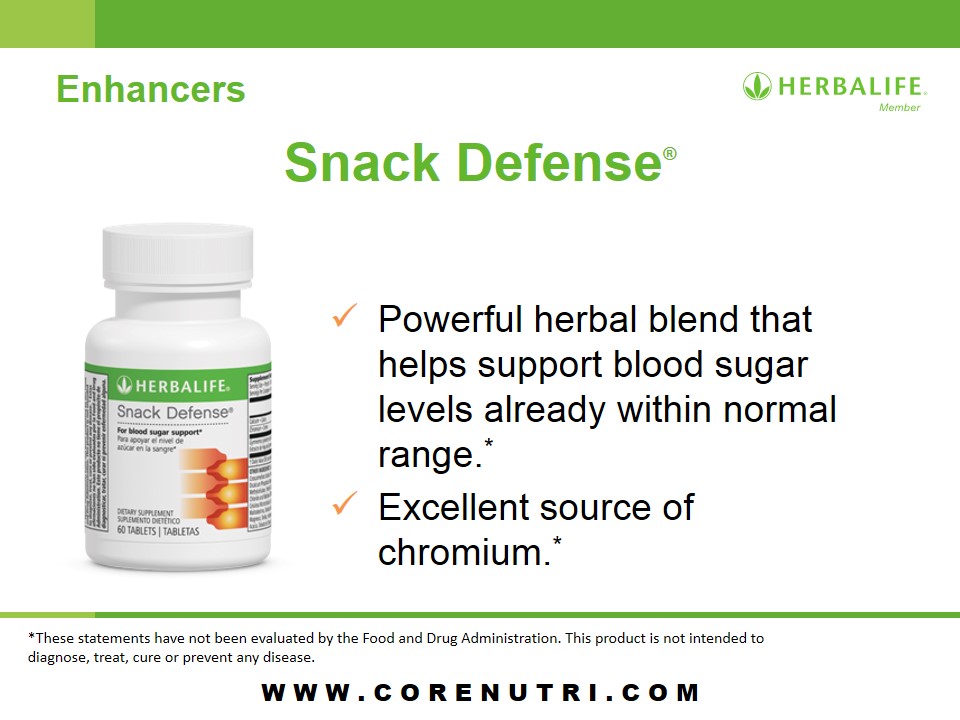 Enhancers
HERBALIFE®
Member
Snack Defense®
✓ Powerful herbal blend that
helps support blood sugar
levels already within normal
range.*
✓ Excellent source of
chromium.*
HERBALIFE®
Snack Defense®
For blood sugar support*
Para apoyar el nivel de
azúcar en la sangre*
DIETARY SUPPLEMENT
SUPLEMENTO DIETÉTICO
60 TABLETS | TABLETAS
*These statements have not been evaluated by the Food and Drug Administration. This product is not intended to
diagnose, treat, cure or prevent any disease.
WWW.CORENUTRI.COM